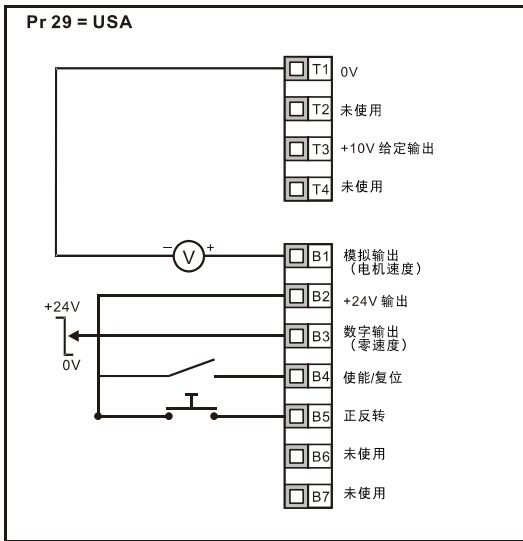 Pr 29 = USA
T1 0V
T2 未使用
T3 +10V 给定输出
T4 未使用
− V +
B1 模拟输出
（电机速度）
B2 +24V 输出
+24V
B3 数字输出
（零速度）
0V
B4 使能/复位
B5 正反转
B6 未使用
B7 未使用